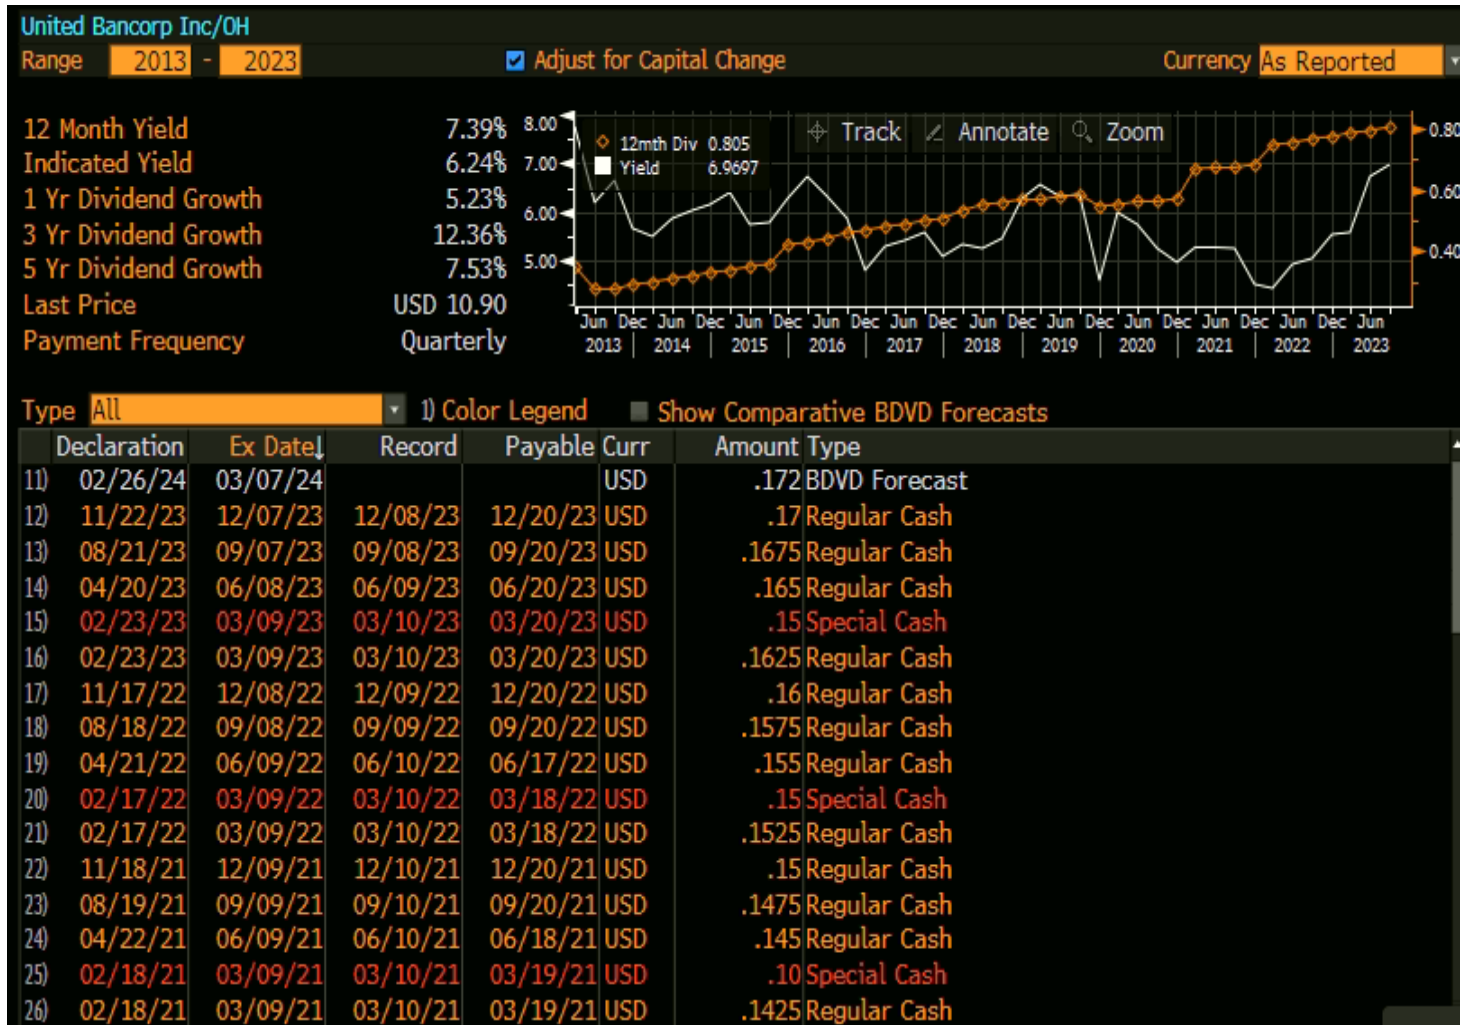 United Bancorp Inc/OH
Range 2013 - 2023 Adjust for Capital Change Currency As Reported
12 Month Yield 7.39%
Indicated Yield 6.24%
1 Yr Dividend Growth 5.23%
3 Yr Dividend Growth 12.36%
5 Yr Dividend Growth 7.53%
Last Price USD 10.90
Payment Frequency Quarterly
Track Annotate Zoom
12mth Div 0.805
Yield 6.9697
8.00
7.00
6.00
5.00
0.80
0.60
0.40
Jun Dec Jun Dec Jun Dec Jun Dec Jun Dec Jun Dec Jun Dec Jun Dec Jun Dec Jun Dec Jun
2013 2014 2015 2016 2017 2018 2019 2020 2021 2022 2023
Type All 1) Color Legend Show Comparative BDVD Forecasts
Declaration Ex Date↓ Record Payable Curr Amount Type
11) 02/26/24 03/07/24 USD .172 BDVD Forecast
12) 11/22/23 12/07/23 12/08/23 12/20/23 USD .17 Regular Cash
13) 08/21/23 09/07/23 09/08/23 09/20/23 USD .1675 Regular Cash
14) 04/20/23 06/08/23 06/09/23 06/20/23 USD .165 Regular Cash
15) 02/23/23 03/09/23 03/10/23 03/20/23 USD .15 Special Cash
16) 02/23/23 03/09/23 03/10/23 03/20/23 USD .1625 Regular Cash
17) 11/17/22 12/08/22 12/09/22 12/20/22 USD .16 Regular Cash
18) 08/18/22 09/08/22 09/09/22 09/20/22 USD .1575 Regular Cash
19) 04/21/22 06/09/22 06/10/22 06/17/22 USD .155 Regular Cash
20) 02/17/22 03/09/22 03/10/22 03/18/22 USD .15 Special Cash
21) 02/17/22 03/09/22 03/10/22 03/18/22 USD .1525 Regular Cash
22) 11/18/21 12/09/21 12/10/21 12/20/21 USD .15 Regular Cash
23) 08/19/21 09/09/21 09/10/21 09/20/21 USD .1475 Regular Cash
24) 04/22/21 06/09/21 06/10/21 06/18/21 USD .145 Regular Cash
25) 02/18/21 03/09/21 03/10/21 03/19/21 USD .10 Special Cash
26) 02/18/21 03/09/21 03/10/21 03/19/21 USD .1425 Regular Cash